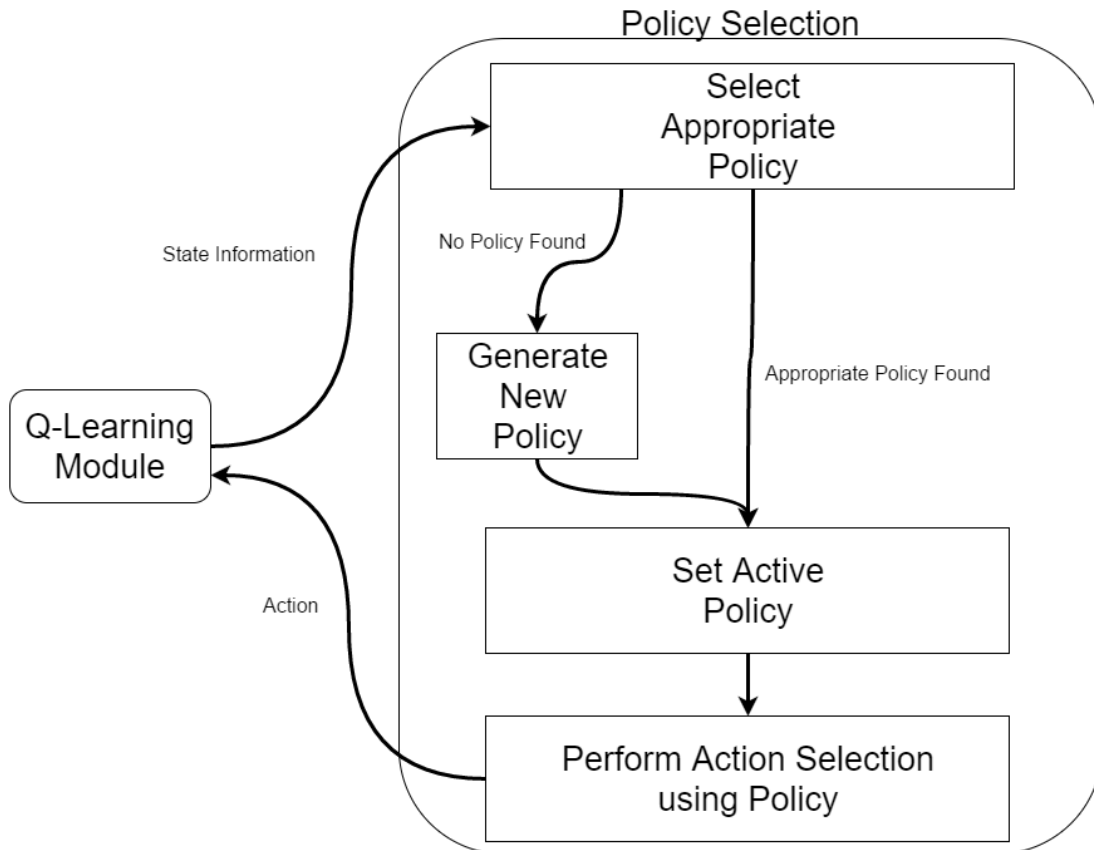 Policy Selection
Select
Appropriate
Policy
No Policy Found
State Information
Generate
New
Policy
Appropriate Policy Found
Q-Learning
Module
Set Active
Policy
Action
Perform Action Selection
using Policy